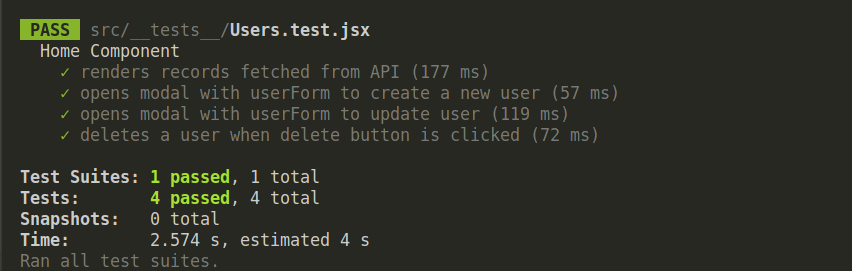 PASS src/__tests__/Users.test.jsx
Home Component
✓ renders records fetched from API (177 ms)
✓ opens modal with userForm to create a new user (57 ms)
✓ opens modal with userForm to update user (119 ms)
✓ deletes a user when delete button is clicked (72 ms)
Test Suites: 1 passed, 1 total
Tests: 4 passed, 4 total
Snapshots: 0 total
Time: 2.574 s, estimated 4 s
Ran all test suites.